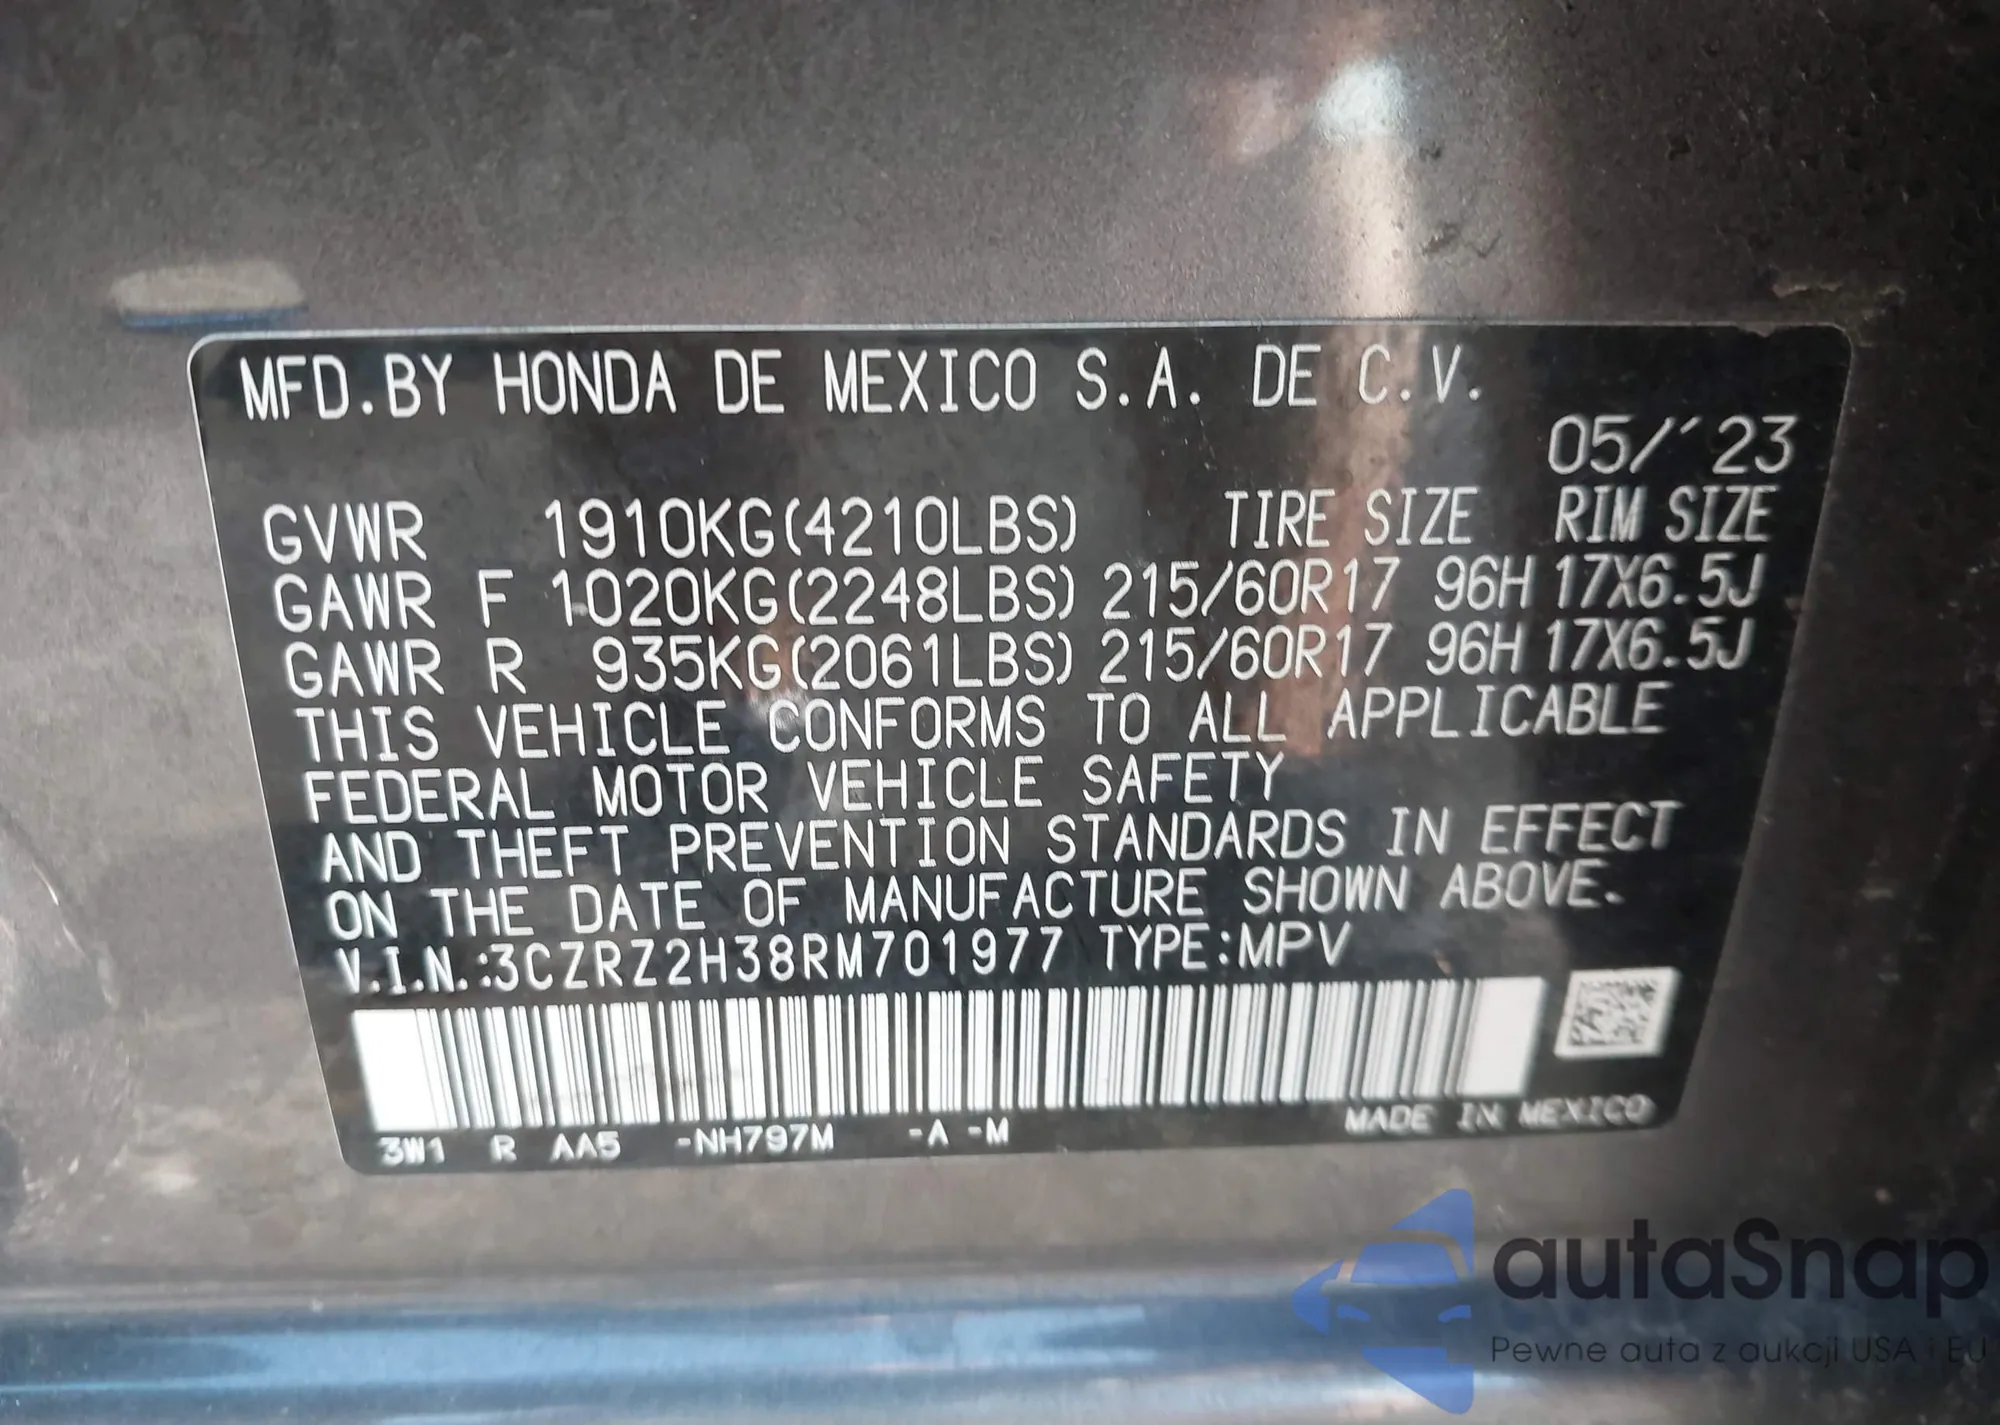 MFD.BY HONDA DE MEXICO S.A. DE C.V.
05/'23
GVWR 1910KG(4210LBS) TIRE SIZE RIM SIZE
GAWR F 1020KG(2248LBS) 215/60R17 96H 17X6.5J
GAWR R 935KG(2061LBS) 215/60R17 96H 17X6.5J
THIS VEHICLE CONFORMS TO ALL APPLICABLE
FEDERAL MOTOR VEHICLE SAFETY
AND THEFT PREVENTION STANDARDS IN EFFECT
ON THE DATE OF MANUFACTURE SHOWN ABOVE.
V.I.N.:3CZRZ2H38RM701977 TYPE:MPV
3W1 R AA5 -NH797M -A -M MADE IN MEXICO
autaSnap
Pewne auta z aukcji USA i EU